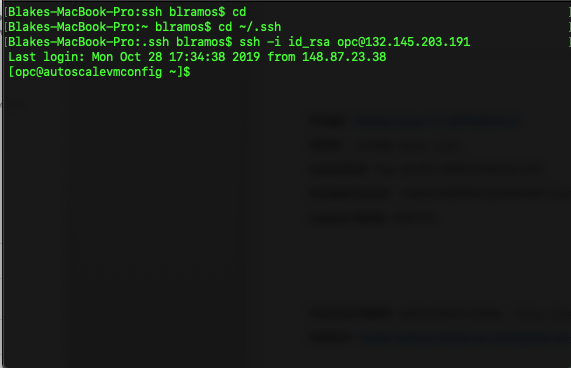 [Blakes-MacBook-Pro:ssh blramos$ cd ]
[Blakes-MacBook-Pro:~ blramos$ cd ~/.ssh ]
[Blakes-MacBook-Pro:.ssh blramos$ ssh -i id_rsa opc@132.145.203.191 ]
Last login: Mon Oct 28 17:34:38 2019 from 148.87.23.38
[opc@autoscalevmconfig ~]$